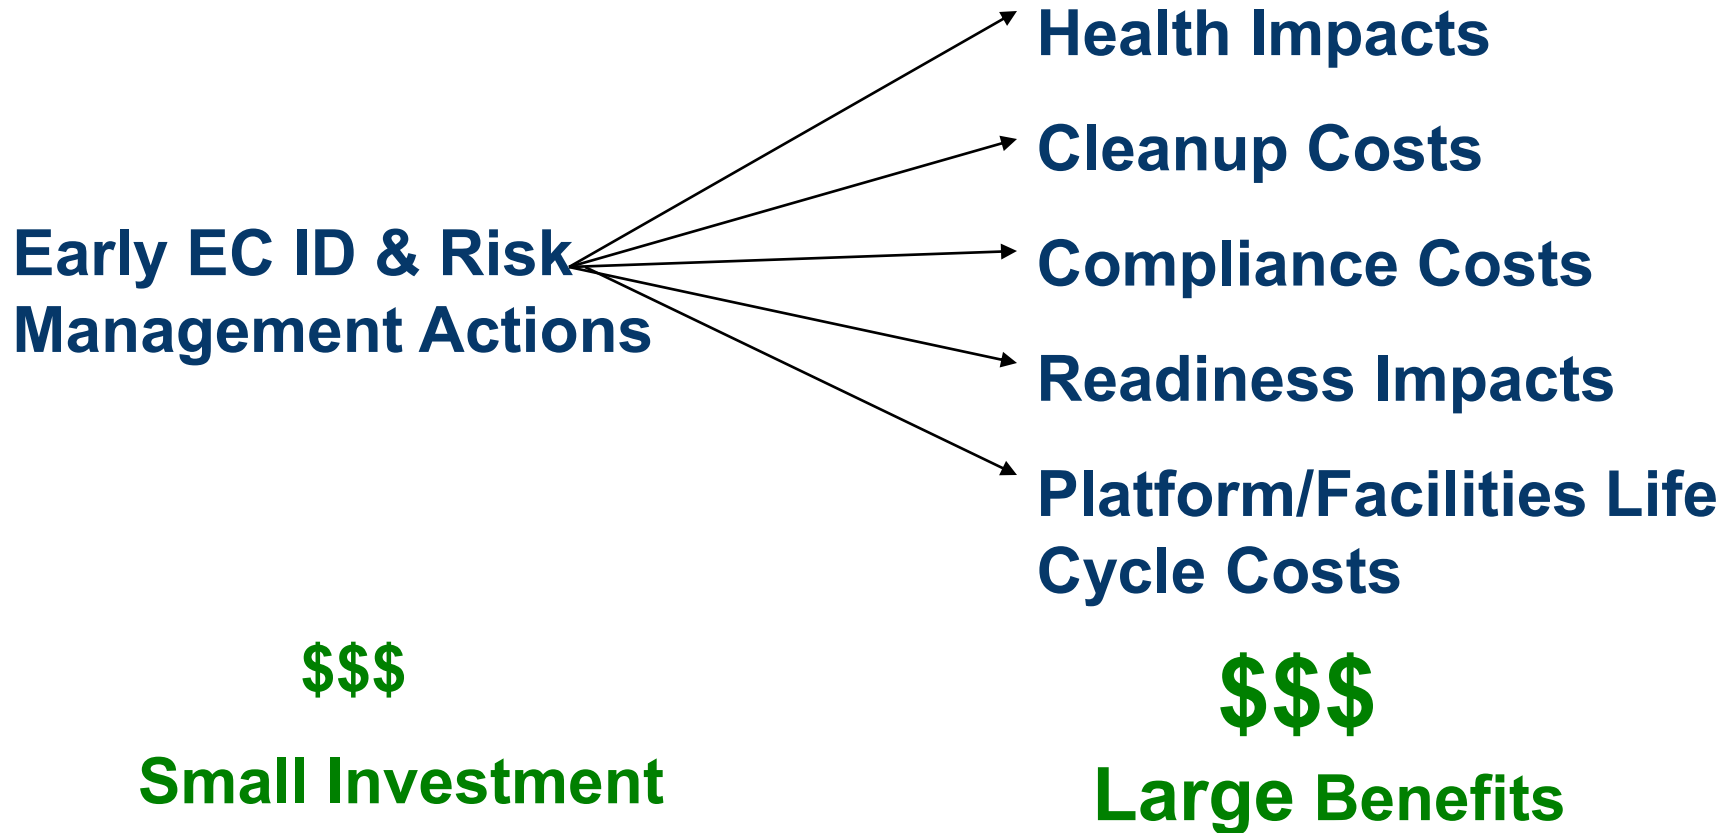 Early EC ID & Risk
Management Actions
Health Impacts
Cleanup Costs
Compliance Costs
Readiness Impacts
Platform/Facilities Life
Cycle Costs
$$$
Small Investment
$$$
Large Benefits